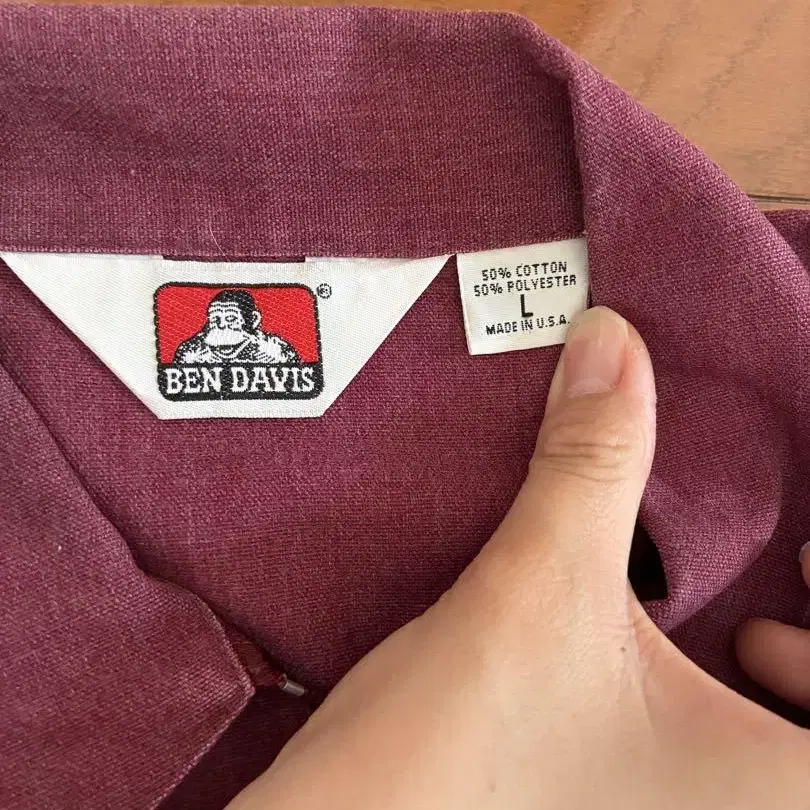 BEN DAVIS
®
50% COTTON
50% POLYESTER
L
MADE IN U.S.A.